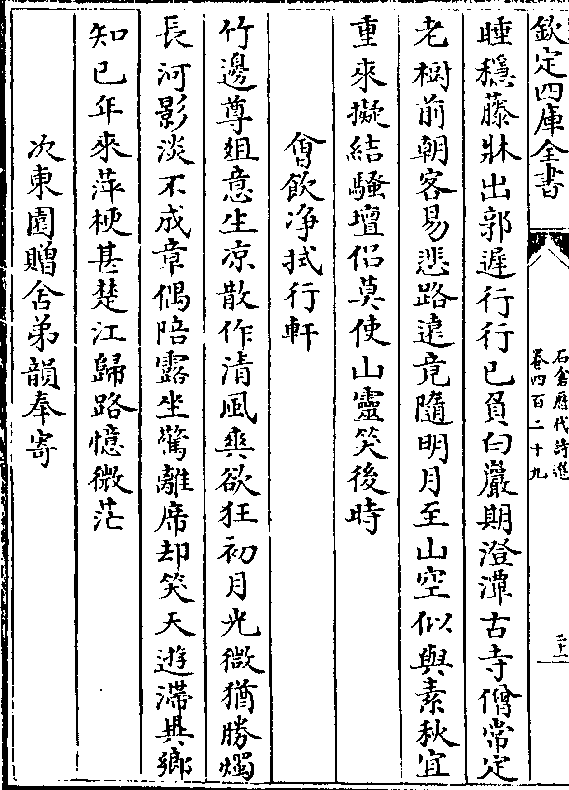 欽定四庫全書
石倉歷代詩選
卷四百二十九
二十一
睡穩藤牀出郭遲行行已負白巖期澄潭古寺僧常定
老樹前朝客易悲路遠竟隨明月至山空似與素秋宜
重來擬結騷壇侶莫使山靈笑後時
會飲净拭行軒
竹邊尊俎意生凉散作清風爽欲狂初月光微猶勝燭
長河影淡不成章偶陪露坐驚離席却笑天遊滯異鄉
知已年來萍梗甚楚江歸路憶微茫
次東園贈舍弟韻奉寄